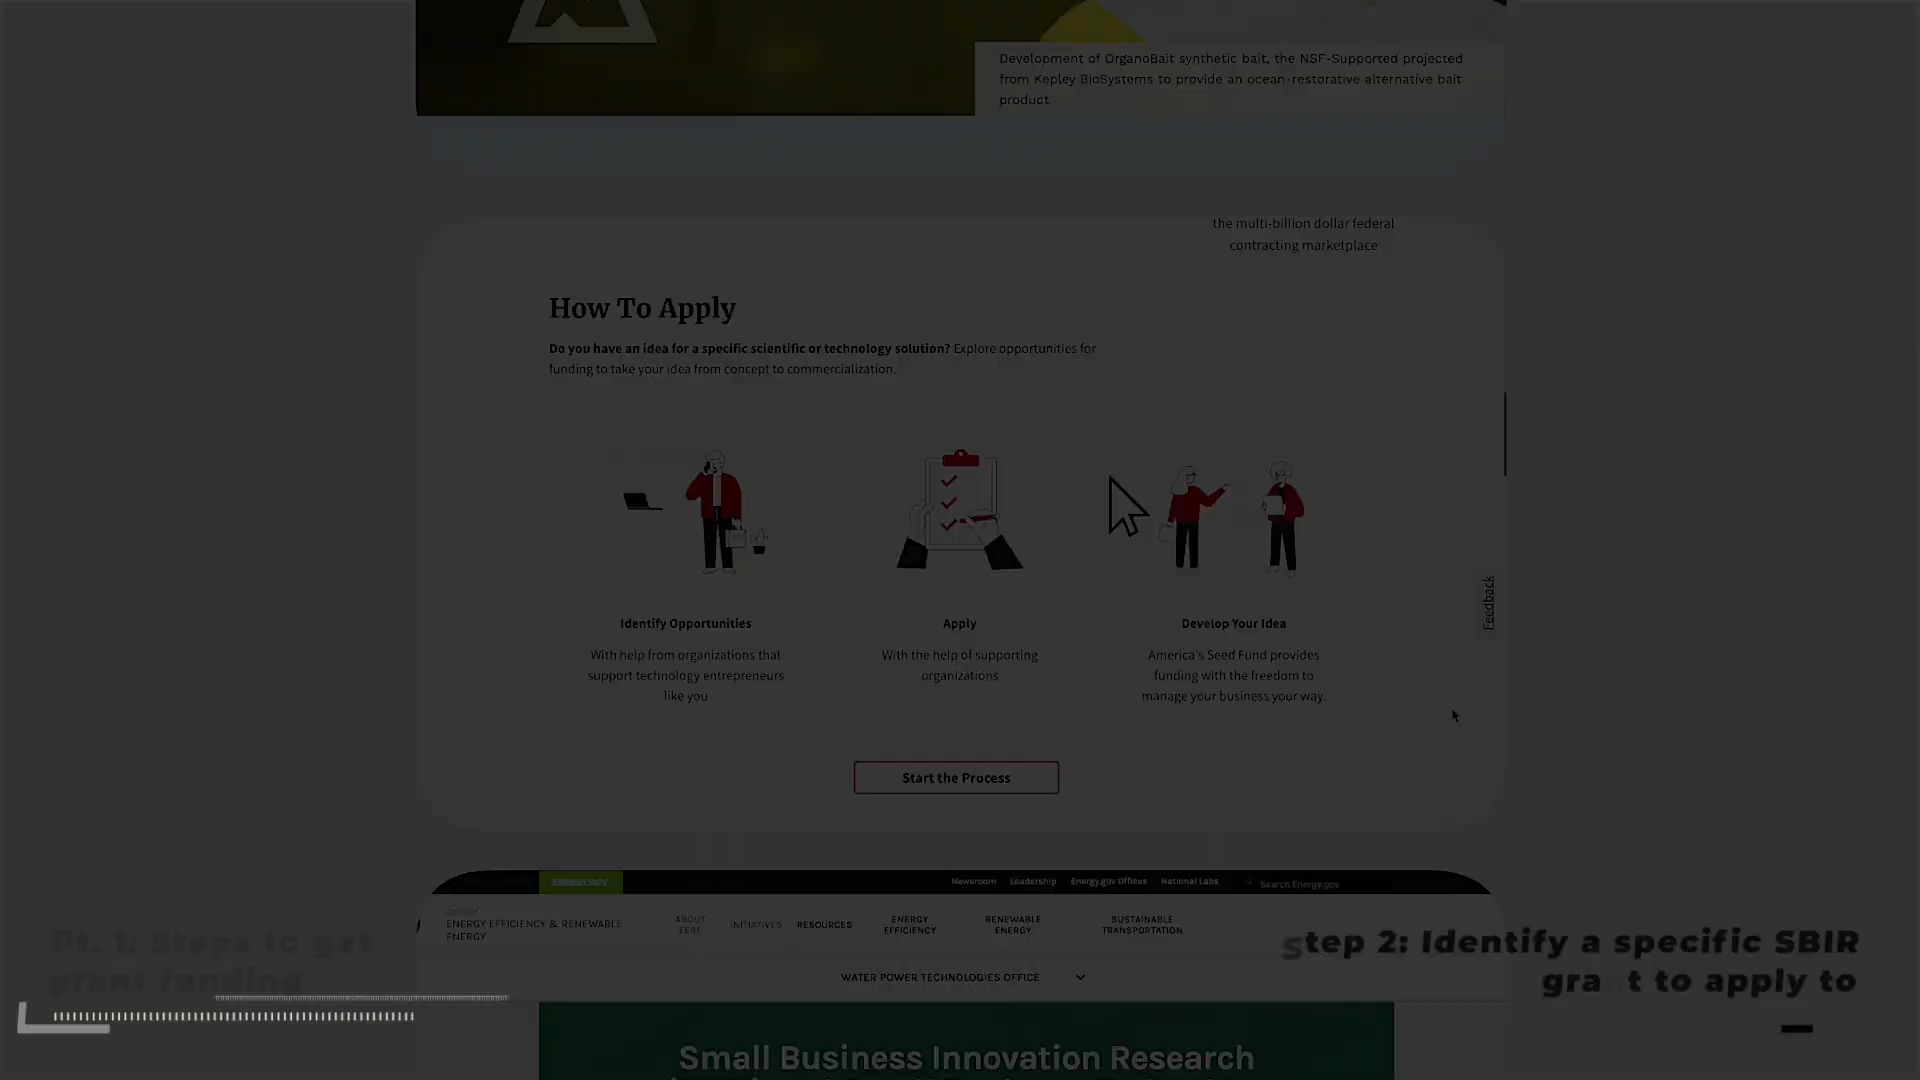 Development of OrganoBait synthetic bait, the NSF-Supported projected
from Kepley BioSystems to provide an ocean-restorative alternative bait
product
the multi-billion dollar federal
contracting marketplace
How To Apply
Do you have an idea for a specific scientific or technology solution? Explore opportunities for
funding to take your idea from concept to commercialization.
Identify Opportunities
With help from organizations that
support technology entrepreneurs
like you
Apply
With the help of supporting
organizations
Develop Your Idea
America's Seed Fund provides
funding with the freedom to
manage your business your way.
Feedback
Start the Process
ENERGY.GOV
Newsroom
Leadership
Energy.gov Offices
National Labs
Search Energy.gov
ENERGY EFFICIENCY & RENEWABLE
ENERGY
ABOUT
EERE
INITIATIVES
RESOURCES
ENERGY
EFFICIENCY
RENEWABLE
ENERGY
SUSTAINABLE
TRANSPORTATION
WATER POWER TECHNOLOGIES OFFICE
Pt. 1: Steps to get
grant funding
Step 2: Identify a specific SBIR
grant to apply to
Small Business Innovation Research